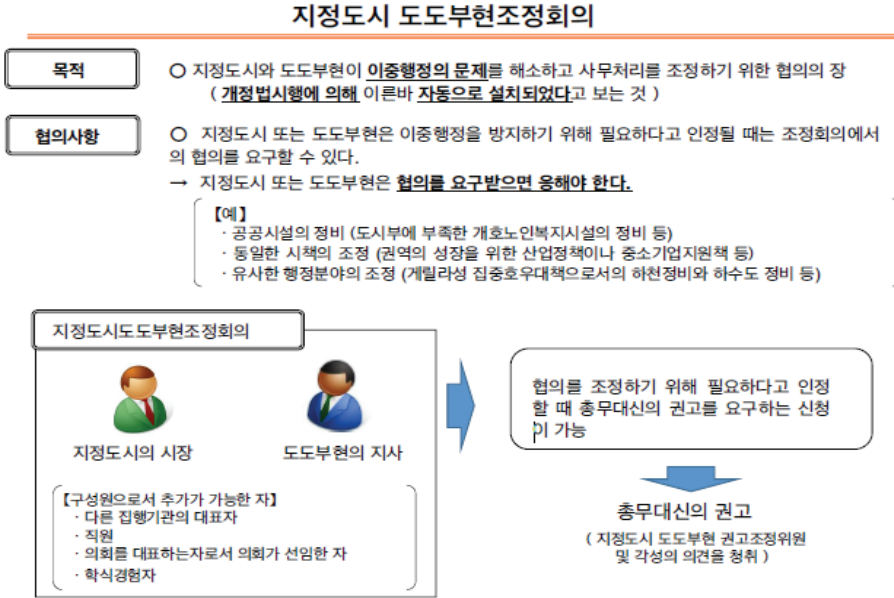 지정도시 도도부현조정회의
목적
○ 지정도시와 도도부현이 이중행정의 문제를 해소하고 사무처리를 조정하기 위한 협의의 장
( 개정법시행에 의해 이른바 자동으로 설치되었다고 보는 것 )
협의사항
○ 지정도시 또는 도도부현은 이중행정을 방지하기 위해 필요하다고 인정될 때는 조정회의에서
의 협의를 요구할 수 있다.
→ 지정도시 또는 도도부현은 협의를 요구받으면 응해야 한다.
【예】
· 공공시설의 정비 (도시부에 부족한 개호노인복지시설의 정비 등)
· 동일한 시책의 조정 (권역의 성장을 위한 산업정책이나 중소기업지원책 등)
· 유사한 행정분야의 조정 (게릴라성 집중호우대책으로서의 하천정비와 하수도 정비 등)
지정도시도도부현조정회의
지정도시의 시장
도도부현의 지사
【구성원으로서 추가가 가능한 자】
· 다른 집행기관의 대표자
· 직원
· 의회를 대표하는자로서 의회가 선임한 자
· 학식경험자
협의를 조정하기 위해 필요하다고 인정
할 때 총무대신의 권고를 요구하는 신청
이 가능
총무대신의 권고
( 지정도시 도도부현 권고조정위원
및 각성의 의견을 청취 )